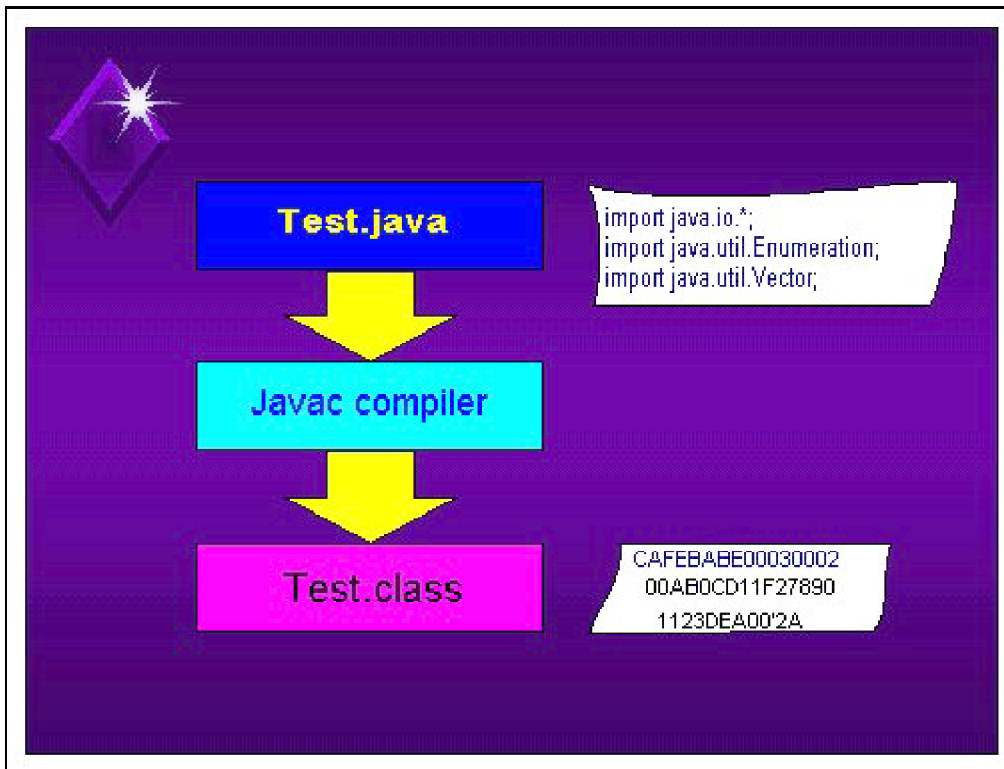 Test.java
import java.io.*;
import java.util.Enumeration;
import java.util.Vector;
Javac compiler
Test.class
CAFEBABE00030002
00AB0CD11F27890
1123DEA00'2A